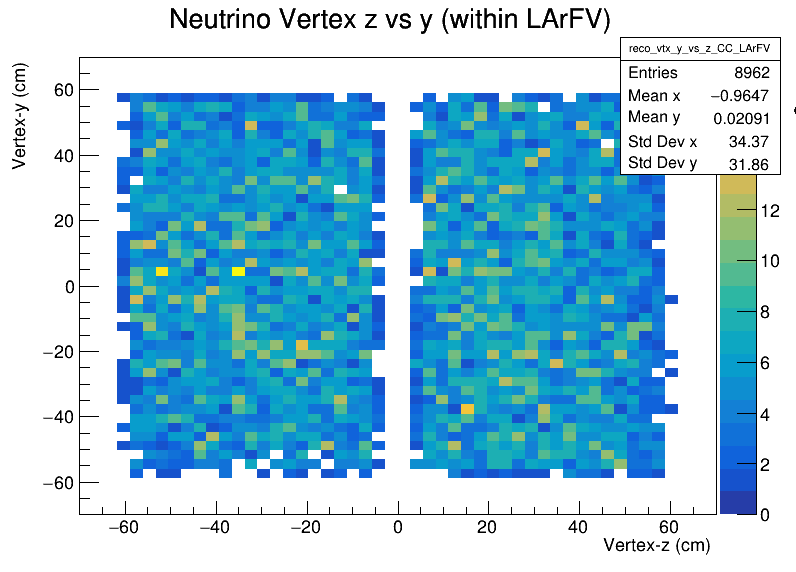 Neutrino Vertex z vs y (within LArFV)
reco_vtx_y_vs_z_CC_LArFV
Entries 8962
Mean x −0.9647
Mean y 0.02091
Std Dev x 34.37
Std Dev y 31.86
Vertex-y (cm)
60
40
20
0
−20
−40
−60
12
10
8
6
4
2
0
−60 −40 −20 0 20 40 60
Vertex-z (cm)